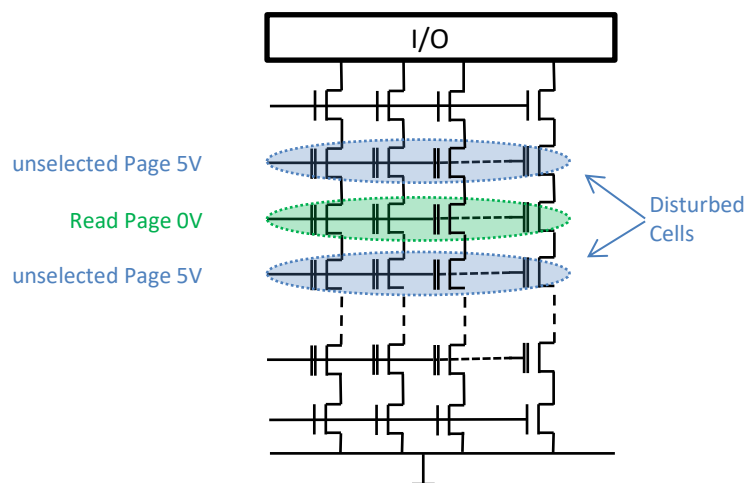 I/O
unselected Page 5V
Read Page 0V
unselected Page 5V
Disturbed
Cells